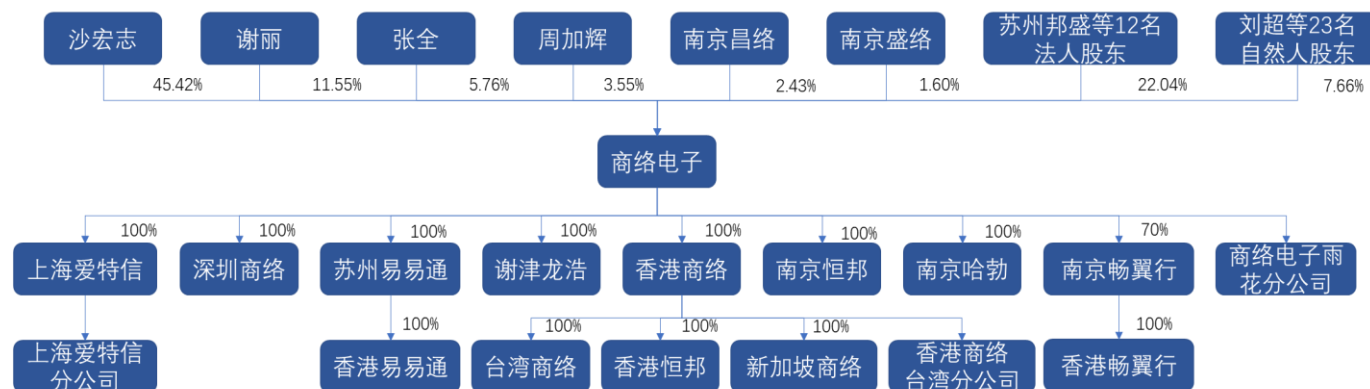 沙宏志
谢丽
张全
周加辉
南京昌络
南京盛络
苏州邦盛等12名
法人股东
刘超等23名
自然人股东
45.42%
11.55%
5.76%
3.55%
2.43%
1.60%
22.04%
7.66%
商络电子
100%
100%
100%
100%
100%
100%
100%
70%
上海爱特信
深圳商络
苏州易易通
谢津龙浩
香港商络
南京恒邦
南京哈勃
南京畅翼行
商络电子雨
花分公司
100%
100%
100%
100%
100%
上海爱特信
分公司
香港易易通
台湾商络
香港恒邦
新加坡商络
香港商络
台湾分公司
香港畅翼行